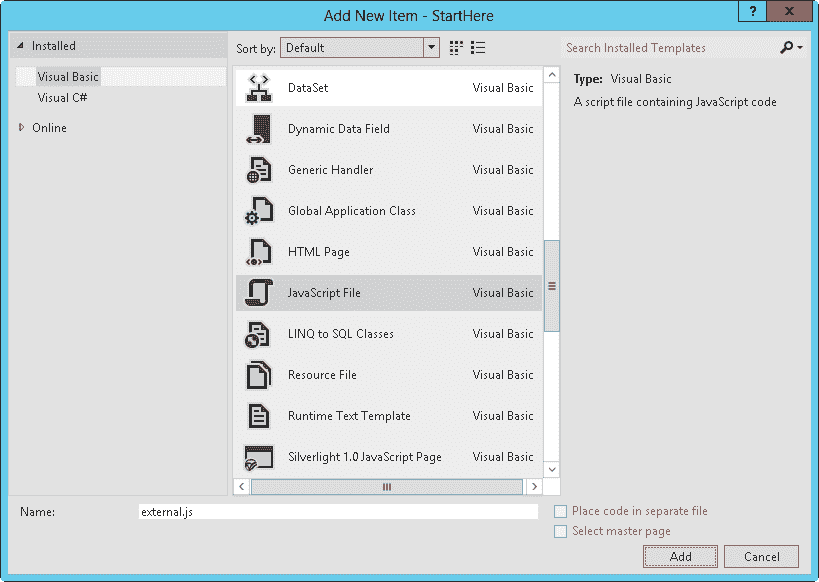 Add New Item - StartHere
?
X
Installed
Sort by: Default
Search Installed Templates
Visual Basic
Visual C#
Online
DataSet Visual Basic
Dynamic Data Field Visual Basic
Generic Handler Visual Basic
Global Application Class Visual Basic
HTML Page Visual Basic
JavaScript File Visual Basic
LINQ to SQL Classes Visual Basic
Resource File Visual Basic
Runtime Text Template Visual Basic
Silverlight 1.0 JavaScript Page Visual Basic
Type: Visual Basic
A script file containing JavaScript code
Name: external.js
Place code in separate file
Select master page
Add
Cancel